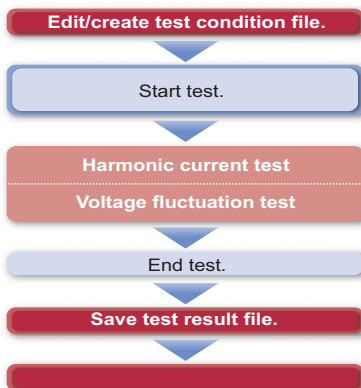 Edit/create test condition file.
Start test.
Harmonic current test
Voltage fluctuation test
End test.
Save test result file.